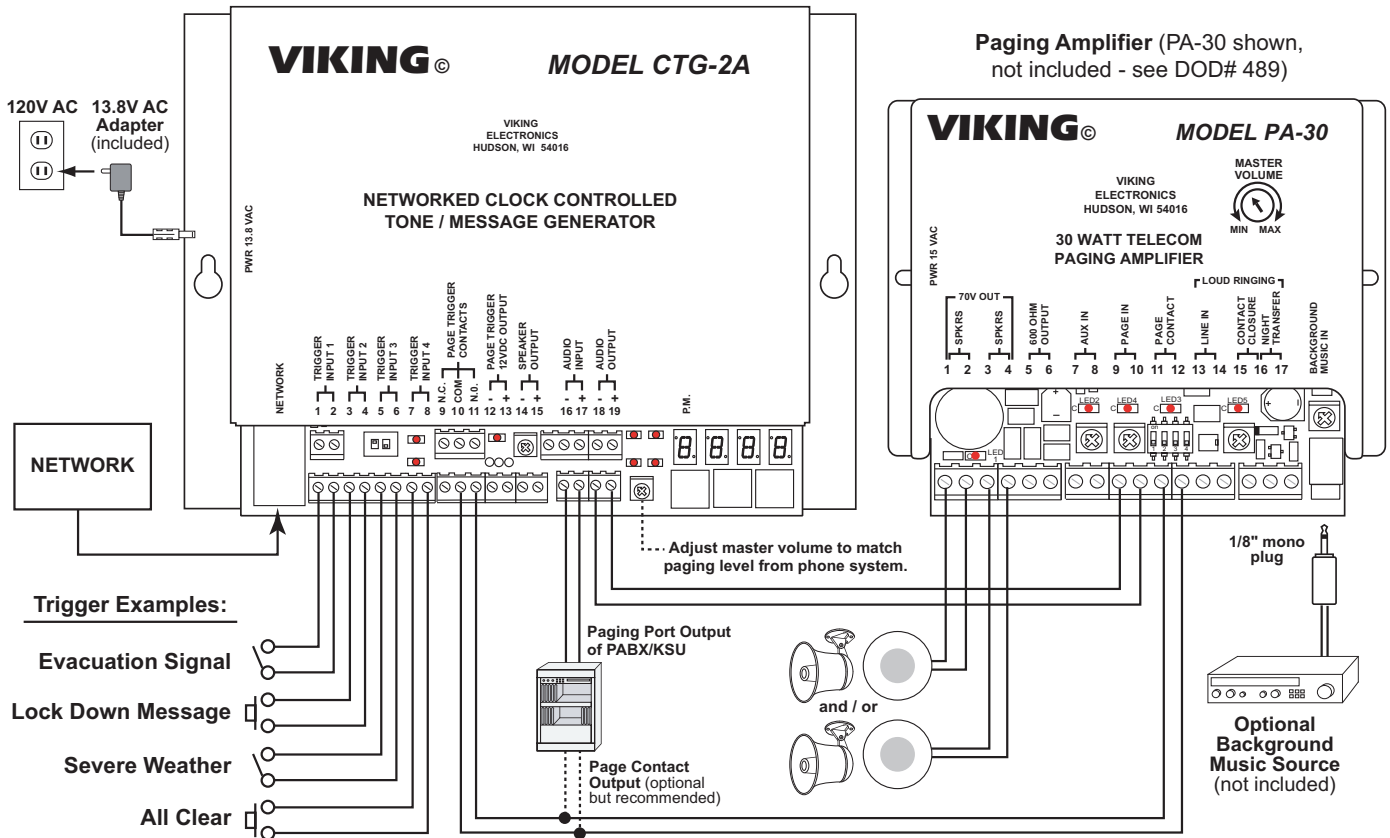 VIKING©
MODEL CTG-2A
VIKING
ELECTRONICS
HUDSON, WI 54016
NETWORKED CLOCK CONTROLLED
TONE / MESSAGE GENERATOR
120V AC
13.8V AC
Adapter
(included)
PWR 13.8 VAC
NETWORK
TRIGGER
INPUT 1
TRIGGER
INPUT 2
TRIGGER
INPUT 3
TRIGGER
INPUT 4
PAGE TRIGGER
CONTACTS
N.C.
COM
N.O.
PAGE TRIGGER
12VDC OUTPUT
SPEAKER
OUTPUT
AUDIO
INPUT
AUDIO
OUTPUT
P.M.
- + - + - + - +
1 2 3 4 5 6 7 8 9 10 11 12 13 14 15 16 17 18 19
8. 8. 8. 8.
NETWORK
Adjust master volume to match
paging level from phone system.
Trigger Examples:
Evacuation Signal
Lock Down Message
Severe Weather
All Clear
Paging Port Output
of PABX/KSU
Page Contact
Output (optional
but recommended)
Paging Amplifier (PA-30 shown,
not included - see DOD# 489)
VIKING©
MODEL PA-30
MASTER
VOLUME
MIN MAX
VIKING
ELECTRONICS
HUDSON, WI 54016
30 WATT TELECOM
PAGING AMPLIFIER
PWR 15 VAC
70V OUT
SPKRS
SPKRS
600 OHM
OUTPUT
AUX IN
PAGE IN
PAGE
CONTACT
LOUD RINGING
LINE IN
CONTACT
CLOSURE
NIGHT
TRANSFER
BACKGROUND
MUSIC IN
1 2 3 4 5 6 7 8 9 10 11 12 13 14 15 16 17
C LED2
C LED4
C LED3
C LED5
LED
1
and / or
1/8" mono
plug
Optional
Background
Music Source
(not included)